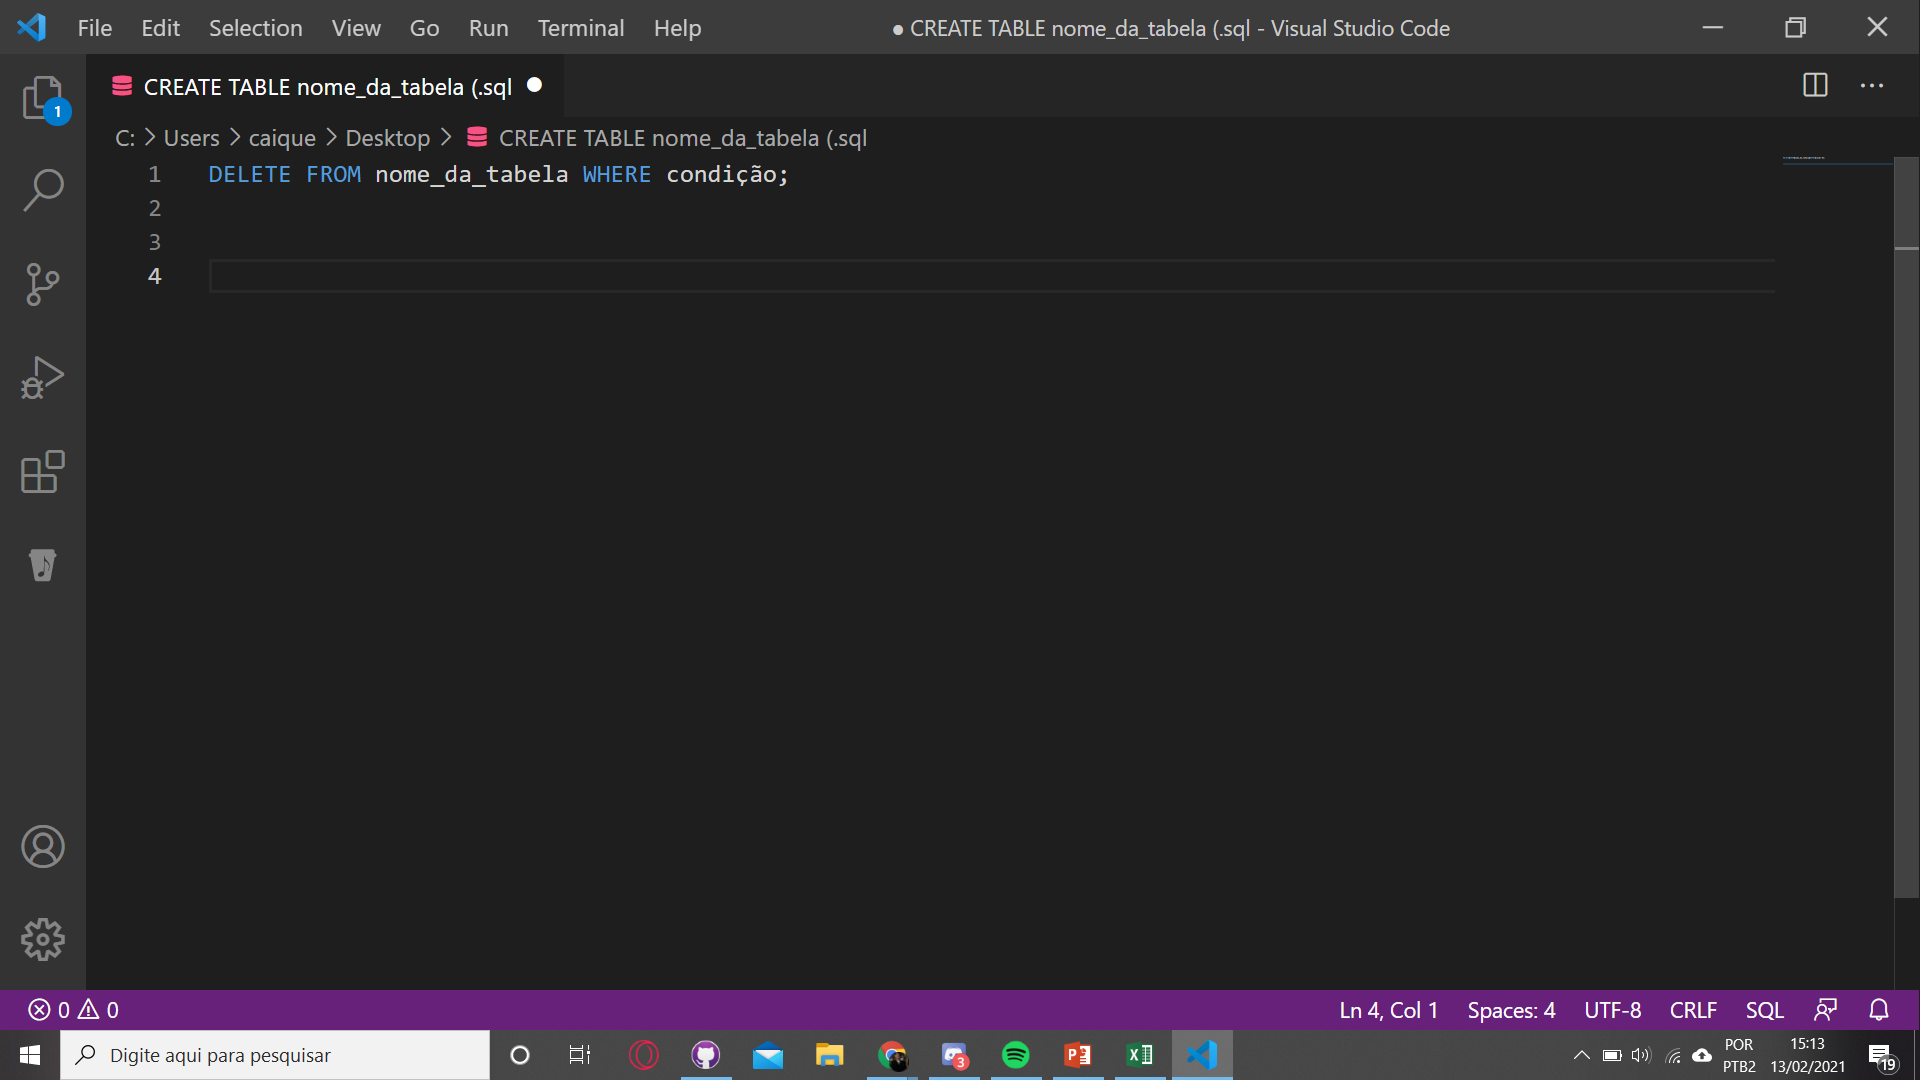 File Edit Selection View Go Run Terminal Help ● CREATE TABLE nome_da_tabela (.sql - Visual Studio Code
CREATE TABLE nome_da_tabela (.sql
1
C: > Users > caique > Desktop > CREATE TABLE nome_da_tabela (.sql
1 DELETE FROM nome_da_tabela WHERE condição;
2
3
4
0 0 Ln 4, Col 1 Spaces: 4 UTF-8 CRLF SQL
Digite aqui para pesquisar 3 POR 15:13
PTB2 13/02/2021 19